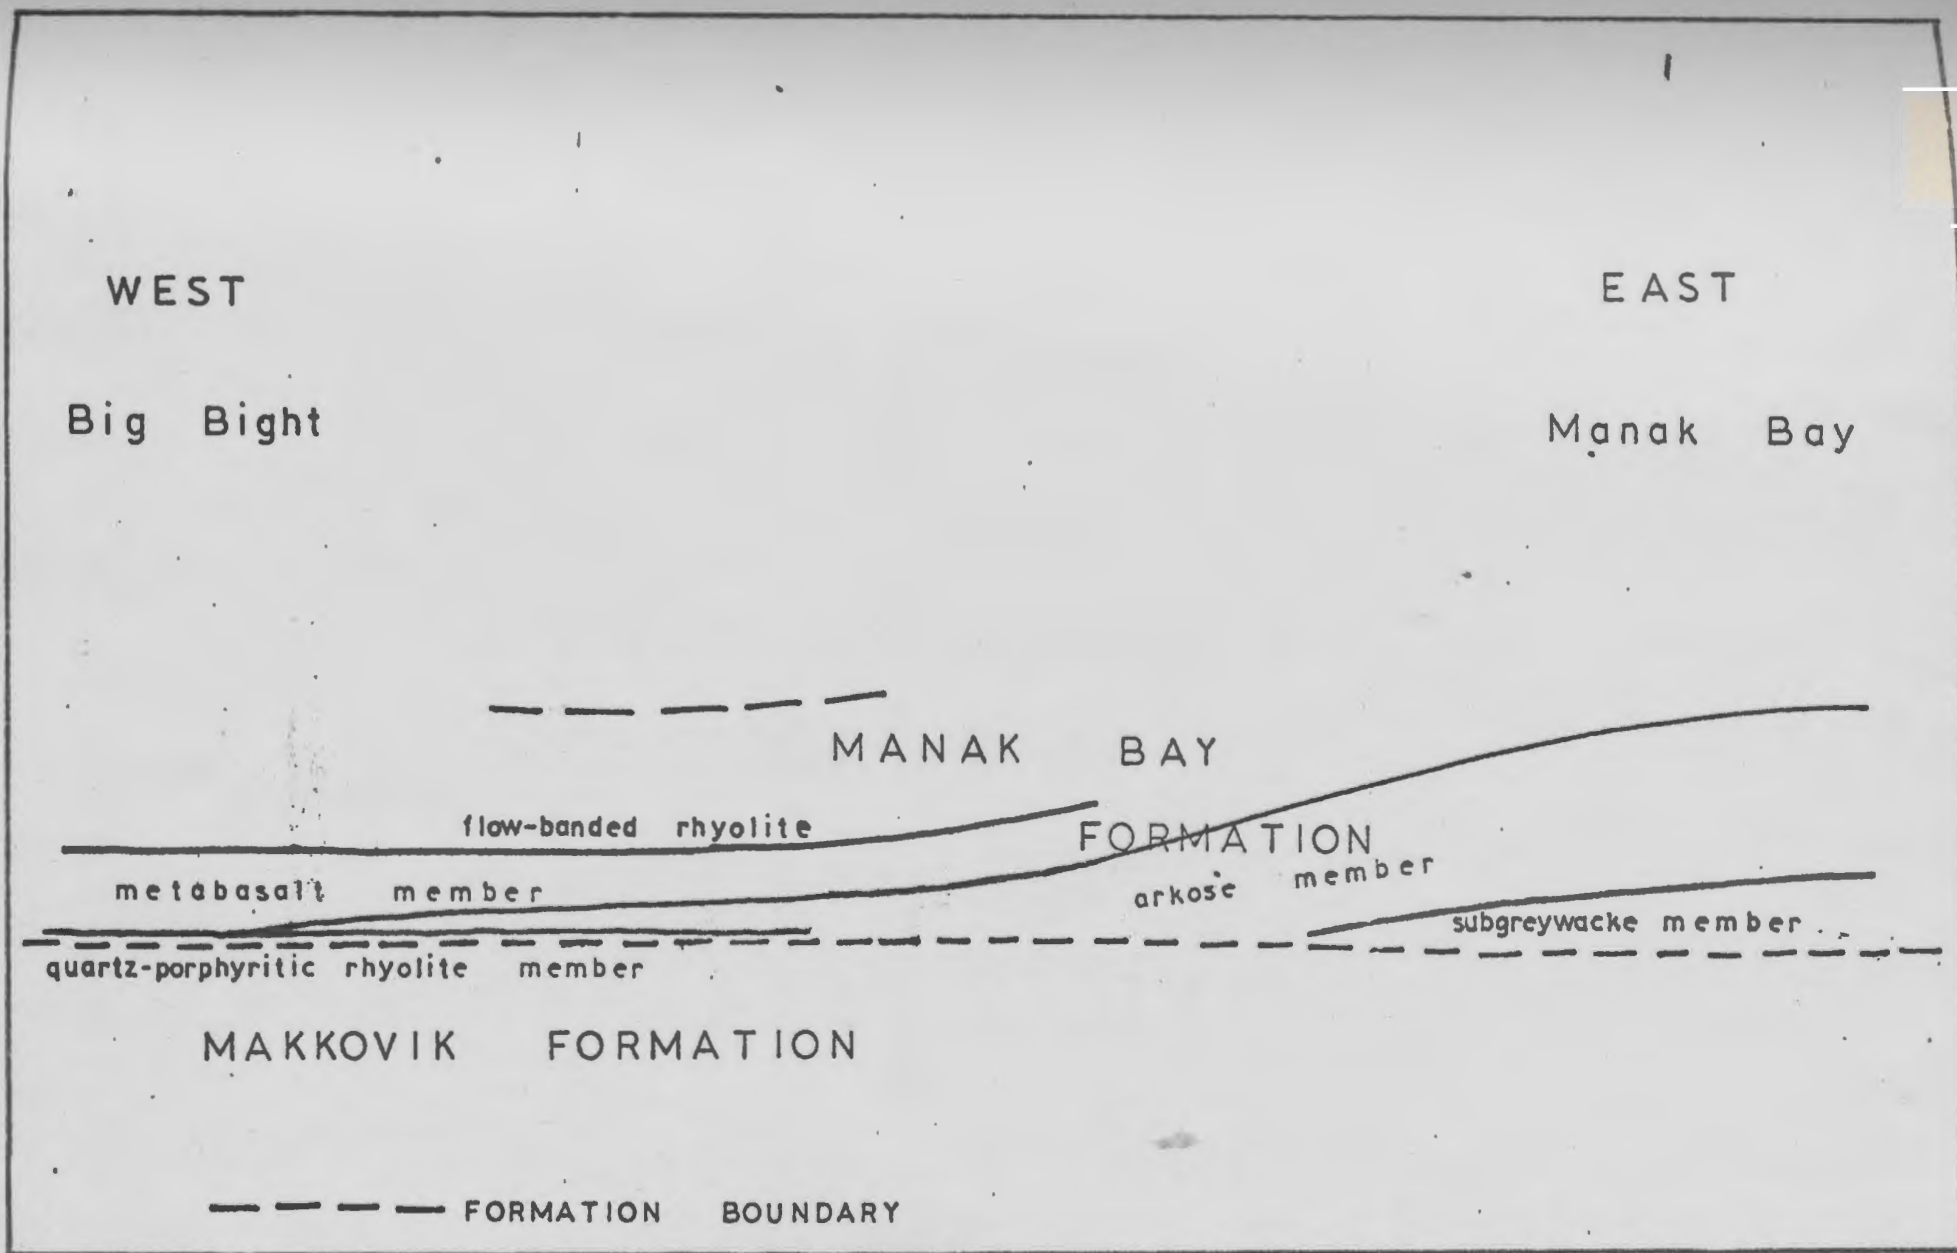 WEST
EAST
Big Bight
Manak Bay
MANAK BAY
FORMATION
flow-banded rhyolite
metabasalt member
arkose member
subgreywacke member
quartz-porphyritic rhyolite member
MAKKOVIK FORMATION
FORMATION BOUNDARY